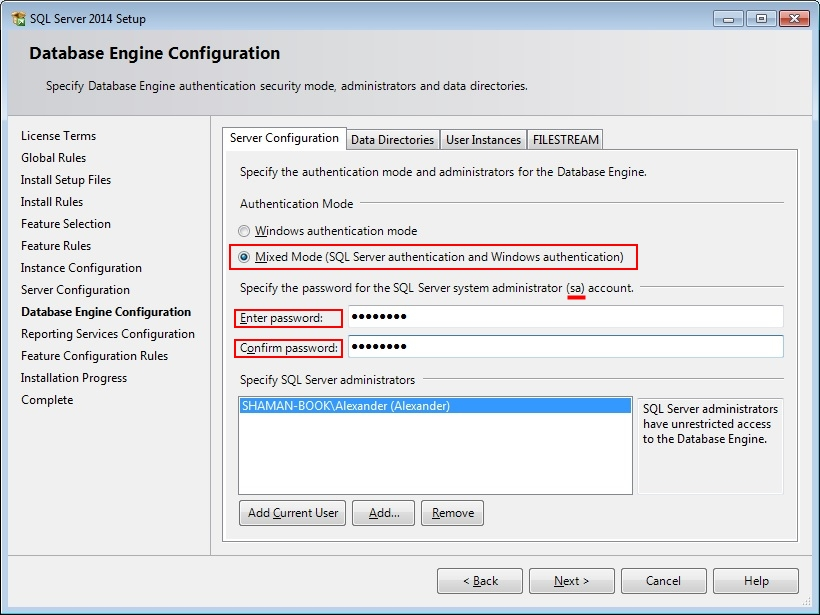 SQL Server 2014 Setup
Database Engine Configuration
Specify Database Engine authentication security mode, administrators and data directories.
License Terms
Global Rules
Install Setup Files
Install Rules
Feature Selection
Feature Rules
Instance Configuration
Server Configuration
Database Engine Configuration
Reporting Services Configuration
Feature Configuration Rules
Installation Progress
Complete
Server Configuration Data Directories User Instances FILESTREAM
Specify the authentication mode and administrators for the Database Engine.
Authentication Mode
Windows authentication mode
Mixed Mode (SQL Server authentication and Windows authentication)
Specify the password for the SQL Server system administrator (sa) account.
Enter password: ●●●●●●●●
Confirm password: ●●●●●●●●
Specify SQL Server administrators
SHAMAN-BOOK\Alexander (Alexander)
SQL Server administrators
have unrestricted access
to the Database Engine.
Add Current User Add... Remove
< Back Next > Cancel Help